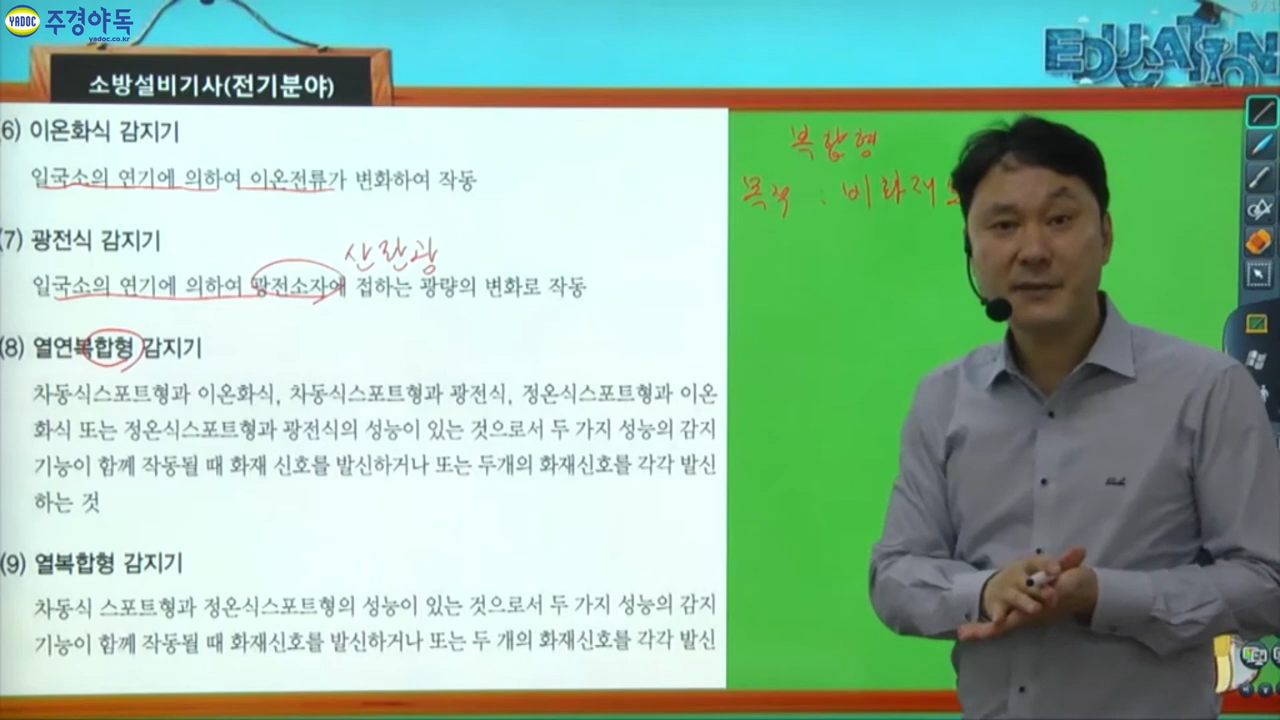 YADOC 주경야독
yadoc.co.kr
EDUCATION
소방설비기사(전기분야)
6) 이온화식 감지기
일국소의 연기에 의하여 이온전류가 변화하여 작동
(7) 광전식 감지기
산란광
일국소의 연기에 의하여 광전소자에 접하는 광량의 변화로 작동
(8) 열연복합형 감지기
차동식스포트형과 이온화식, 차동식스포트형과 광전식, 정온식스포트형과 이온
화식 또는 정온식스포트형과 광전식의 성능이 있는 것으로서 두 가지 성능의 감지
기능이 함께 작동될 때 화재 신호를 발신하거나 또는 두개의 화재신호를 각각 발신
하는 것
(9) 열복합형 감지기
차동식 스포트형과 정온식스포트형의 성능이 있는 것으로서 두 가지 성능의 감지
기능이 함께 작동될 때 화재신호를 발신하거나 또는 두 개의 화재신호를 각각 발신
복합형
목적 : 비화재